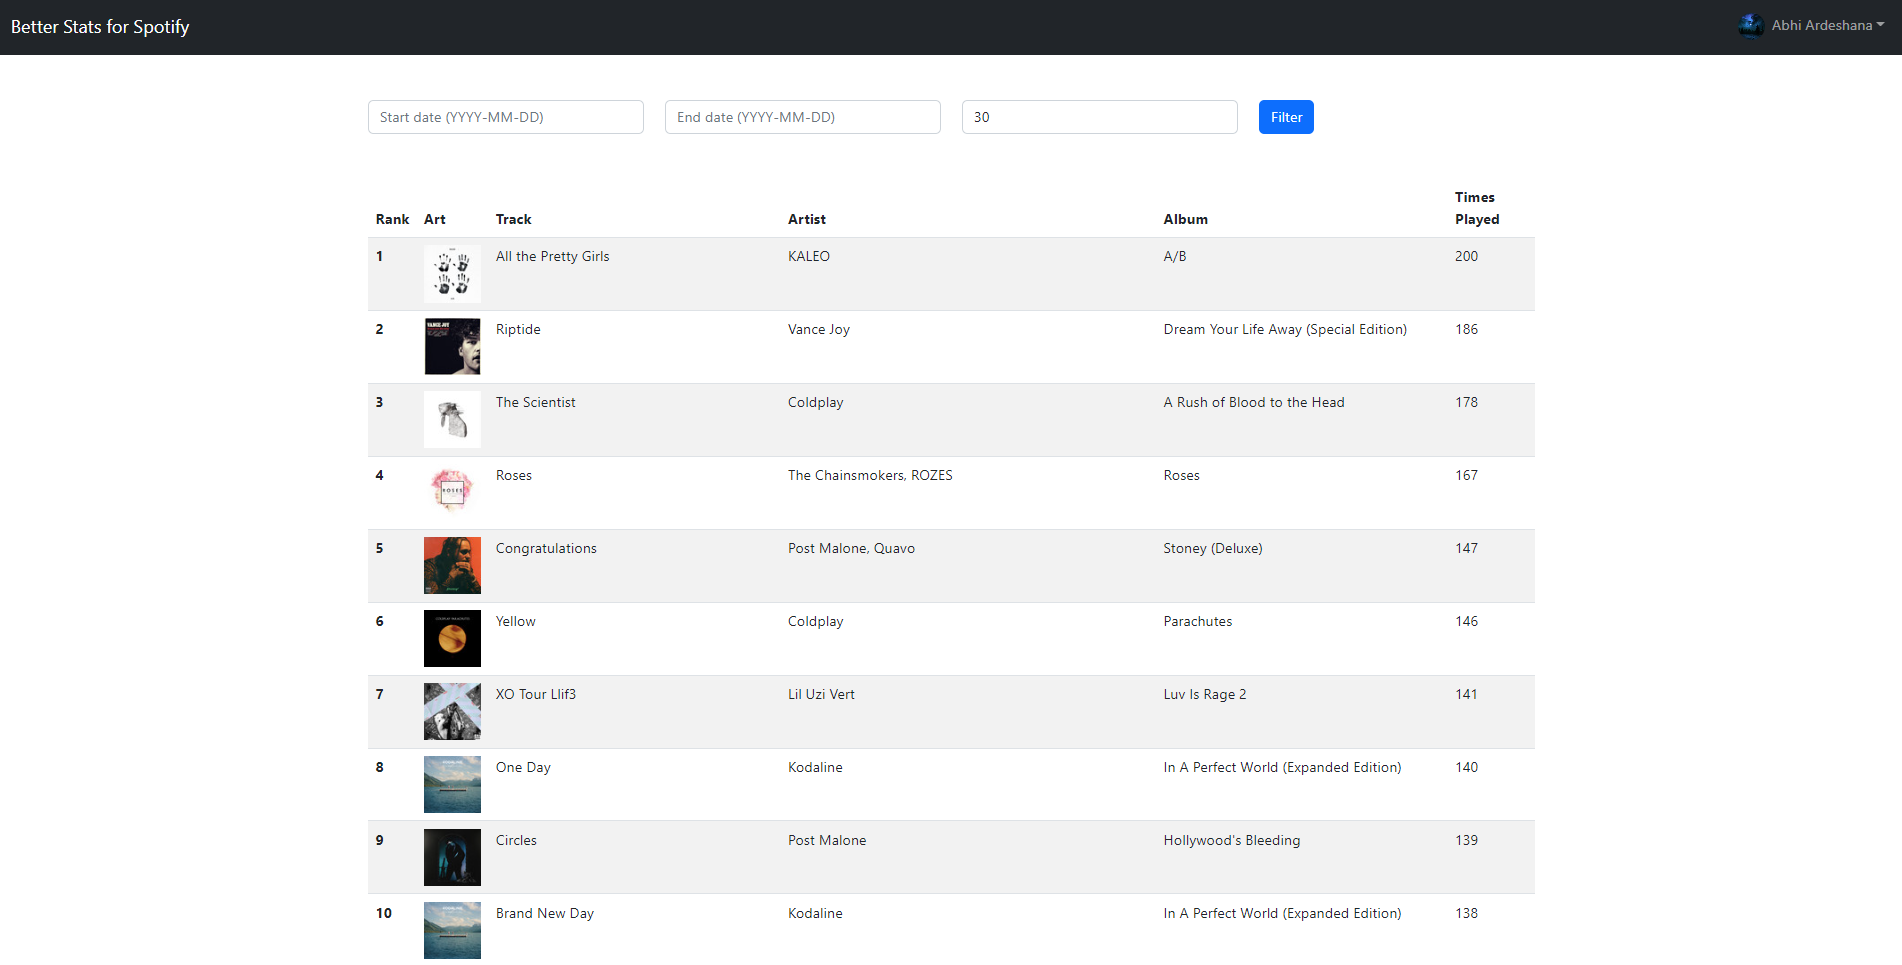 Better Stats for Spotify
Abhi Ardeshana
Start date (YYYY-MM-DD) End date (YYYY-MM-DD) 30 Filter
Rank Art Track Artist Album Times Played
1 All the Pretty Girls KALEO A/B 200
2 VANCE JOY Riptide Vance Joy Dream Your Life Away (Special Edition) 186
3 The Scientist Coldplay A Rush of Blood to the Head 178
4 ROSES Roses The Chainsmokers, ROZES Roses 167
5 Congratulations Post Malone, Quavo Stoney (Deluxe) 147
6 Yellow Coldplay Parachutes 146
7 XO Tour Llif3 Lil Uzi Vert Luv Is Rage 2 141
8 One Day Kodaline In A Perfect World (Expanded Edition) 140
9 Circles Post Malone Hollywood's Bleeding 139
10 Brand New Day Kodaline In A Perfect World (Expanded Edition) 138